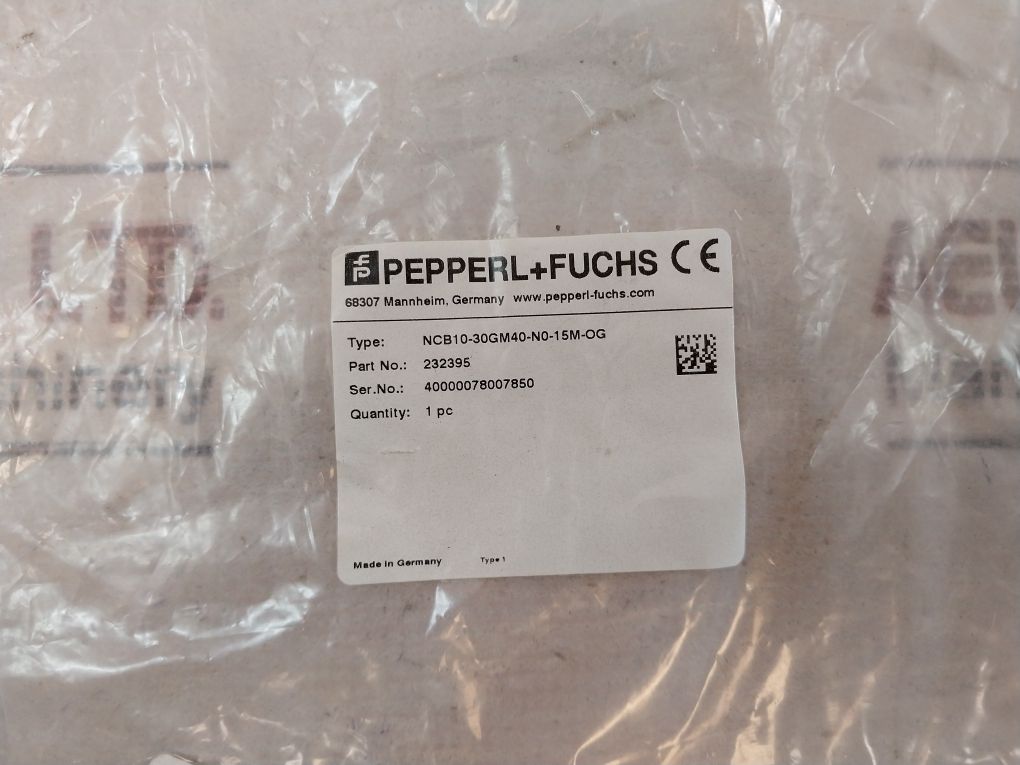 LTD.
PEPPERL+FUCHS CE
68307 Mannheim, Germany www.pepperl-fuchs.com
Type: NCB10-30GM40-N0-15M-OG
Part No.: 232395
Ser.No.: 40000078007850
Quantity: 1 pc
Made in Germany Type 1